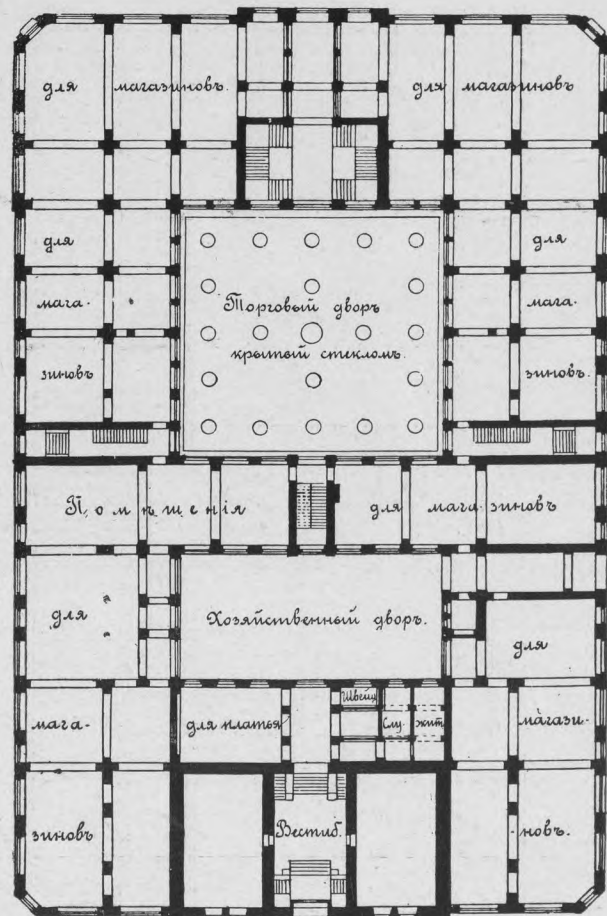 для магазиновъ. для магазиновъ
для для
мага- мага-
зиновъ зиновъ.
Торговый дворъ
крытый стекломъ.
Помѣщенія для магазиновъ
для Хозяйственный дворъ. для
Швейц
мага- для платья Слу- жит магази-
зиновъ Вестиб. новъ.